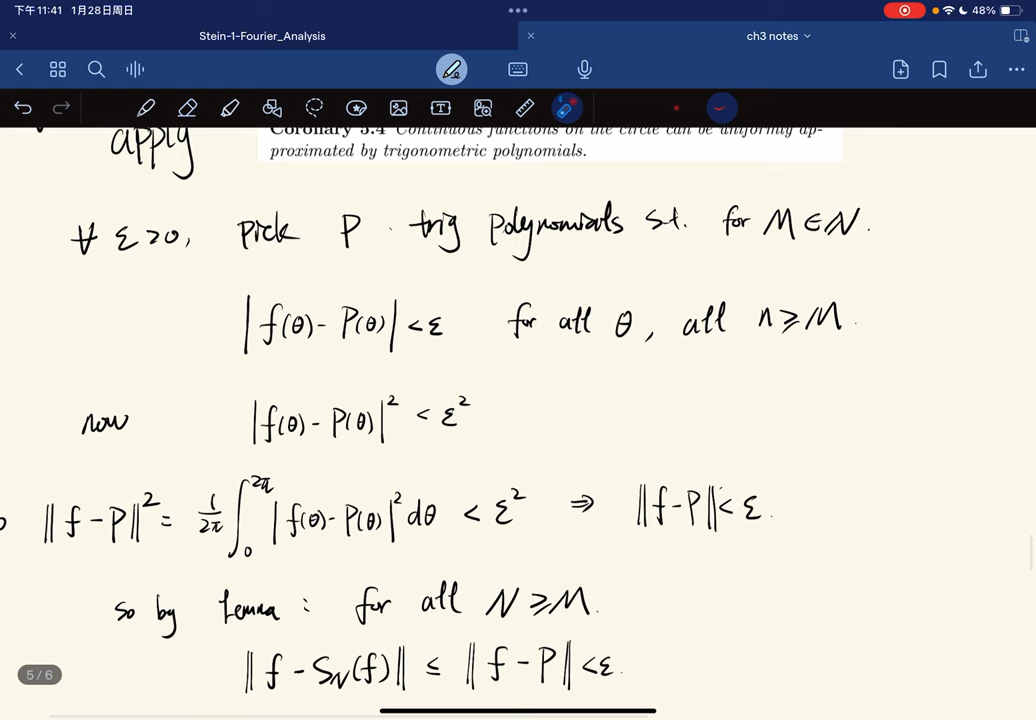 下午11:41 1月28日周日
48%
Stein-1-Fourier_Analysis
ch3 notes
apply
Corollary 5.4 Continuous functions on the circle can be uniformly ap-
proximated by trigonometric polynomials.
∀ ε>0, pick P. trig polynomials s.t. for M∈N.
|f(θ) - P(θ)| < ε for all θ, all n ≥ M.
now |f(θ) - P(θ)|² < ε²
‖f - P‖² = 1/2π ∫₀^2π |f(θ) - P(θ)|² dθ < ε² ⇒ ‖f - P‖ < ε.
so by Lemma : for all N ≥ M.
‖f - S_N(f)‖ ≤ ‖f - P‖ < ε.
5/6